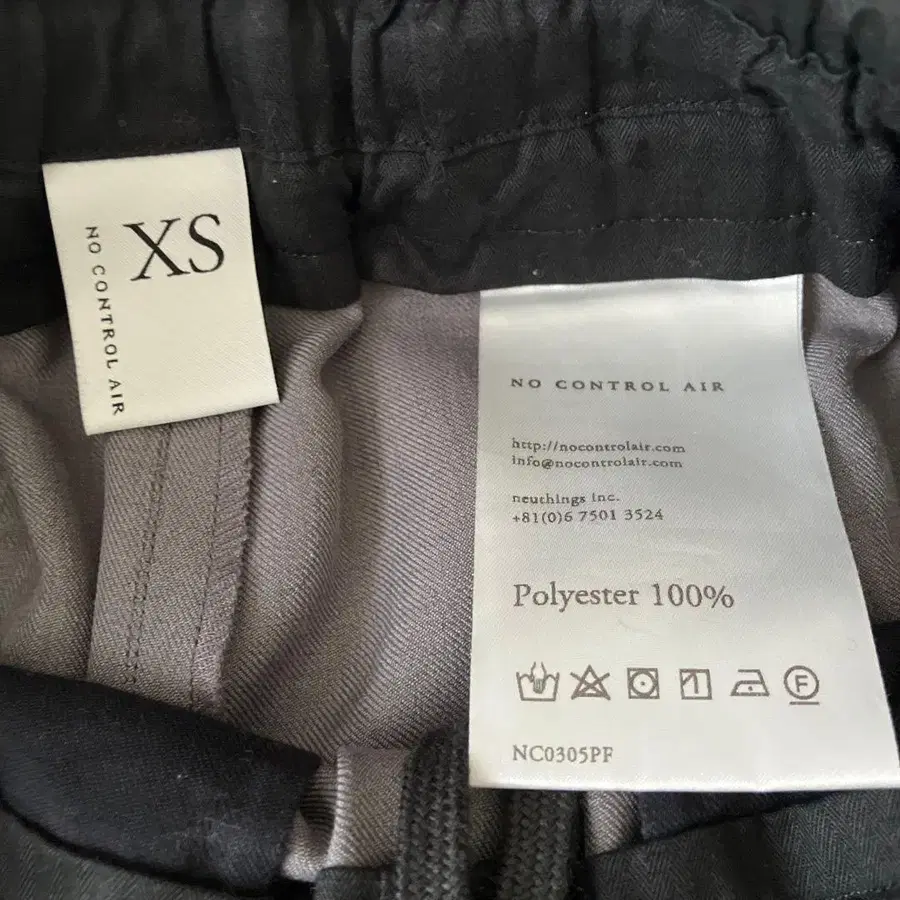 XS
NO CONTROL AIR
NO CONTROL AIR
http://nocontrolair.com
info@nocontrolair.com
neuthings inc.
+81(0)6 7501 3524
Polyester 100%
F
NC0305PF